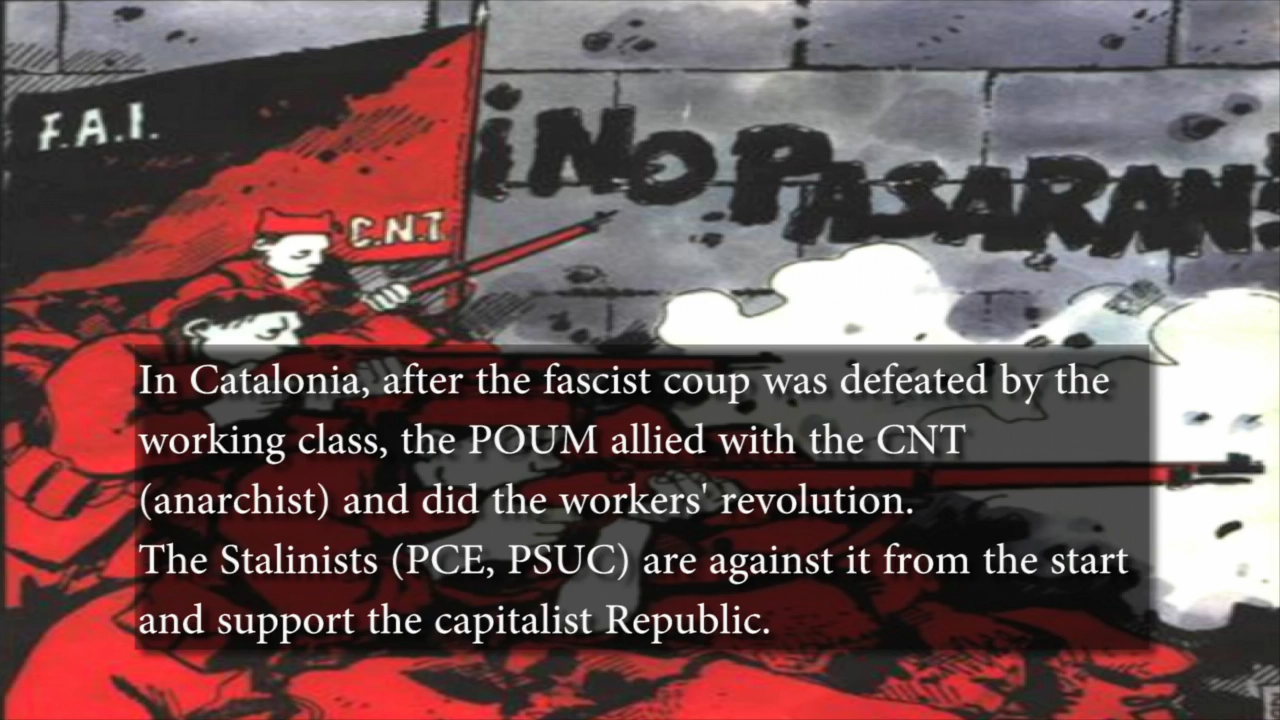 F.A.I.
C.N.T.
¡NO PASARAN!
In Catalonia, after the fascist coup was defeated by the
working class, the POUM allied with the CNT
(anarchist) and did the workers' revolution.
The Stalinists (PCE, PSUC) are against it from the start
and support the capitalist Republic.